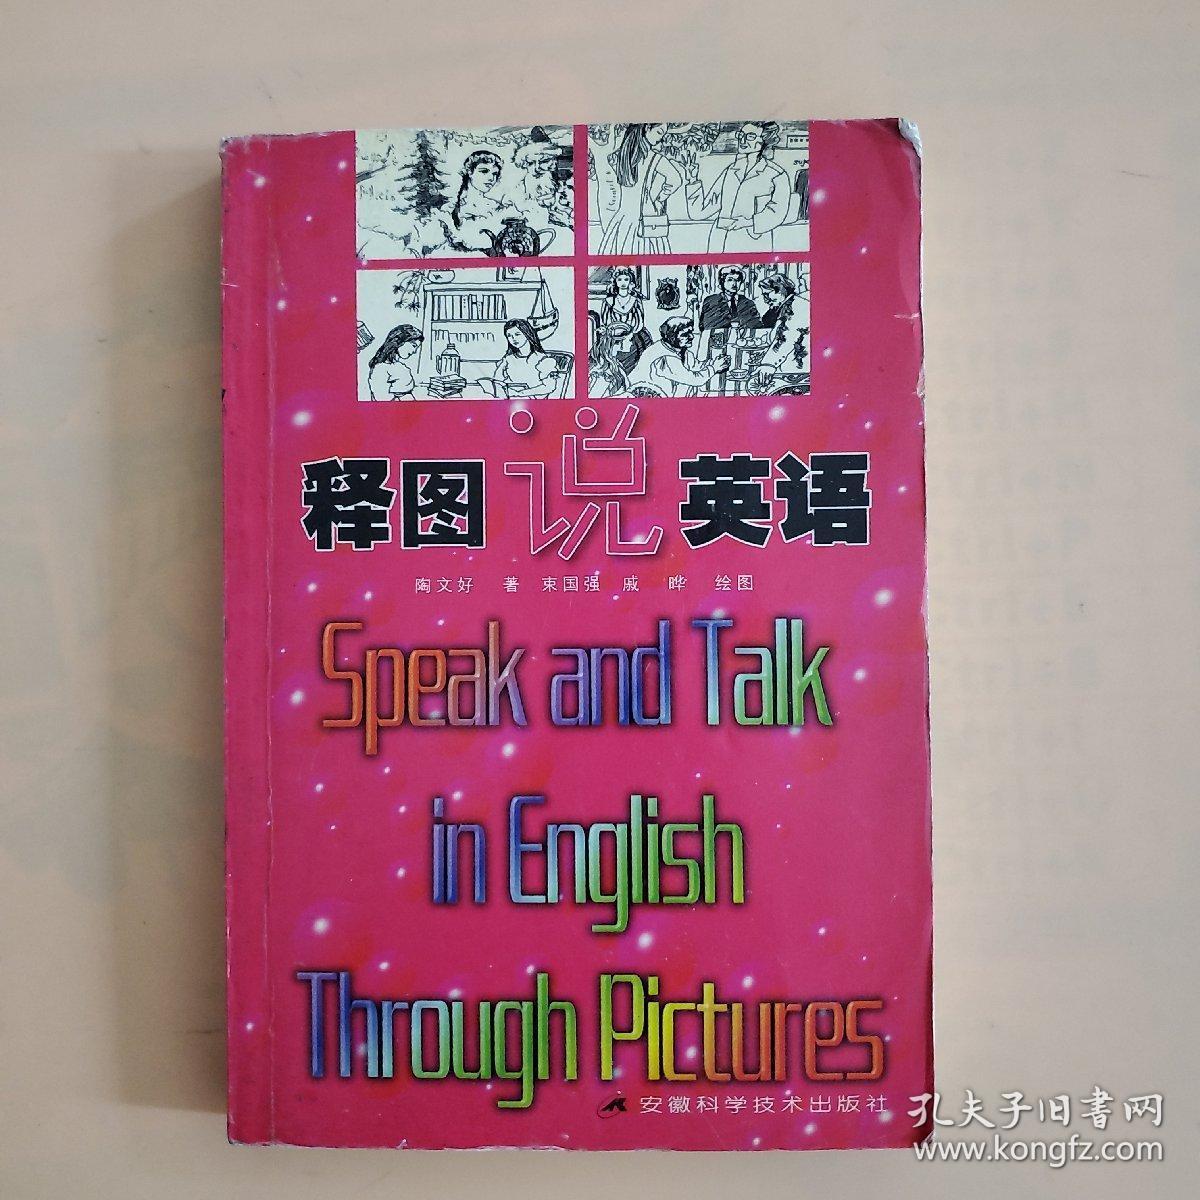 释图说英语
陶文好 著 束国强 戚晔 绘图
Speak and Talk
in English
Through Pictures
安徽科学技术出版社
孔夫子旧书网
www.kongfz.com